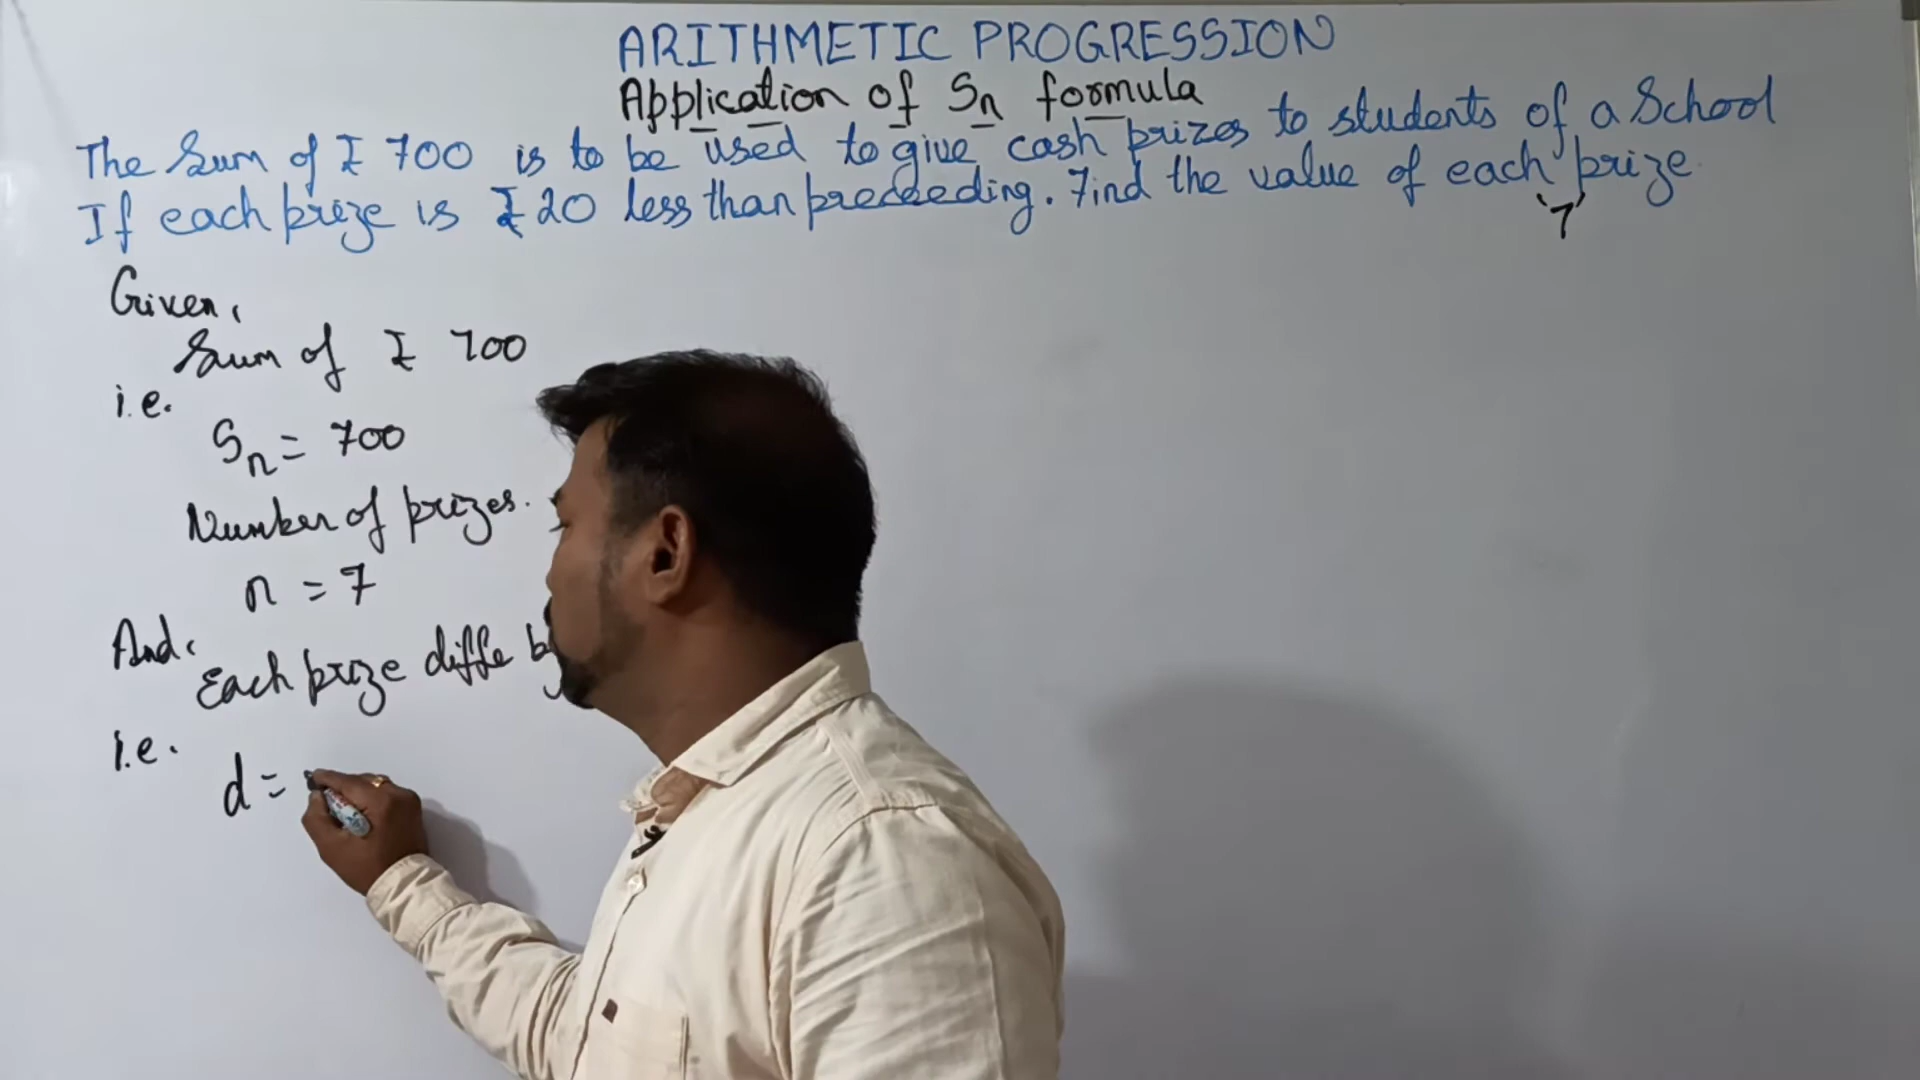 ARITHMETIC PROGRESSION
Application of Sn formula
The Sum of ₹ 700 is to be used to give cash prizes to students of a School
If each prize is ₹ 20 less than preceeding. Find the value of each prize.
'7'
Given,
Sum of ₹ 700
i.e.
Sn = 700
Number of prizes.
n = 7
And,
Each prize diffe by
i.e.
d =